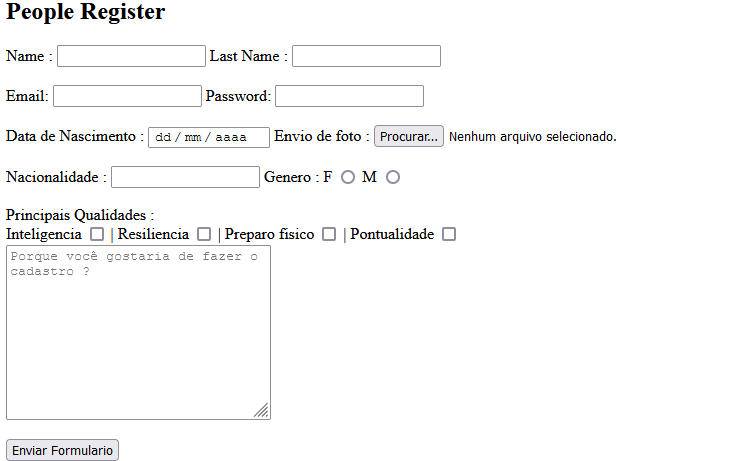 People Register
Name : Last Name :
Email: Password:
Data de Nascimento : dd / mm / aaaa Envio de foto : Procurar... Nenhum arquivo selecionado.
Nacionalidade : Genero : F M
Principais Qualidades :
Inteligencia | Resiliencia | Preparo físico | Pontualidade
Porque você gostaria de fazer o
cadastro ?
Enviar Formulario